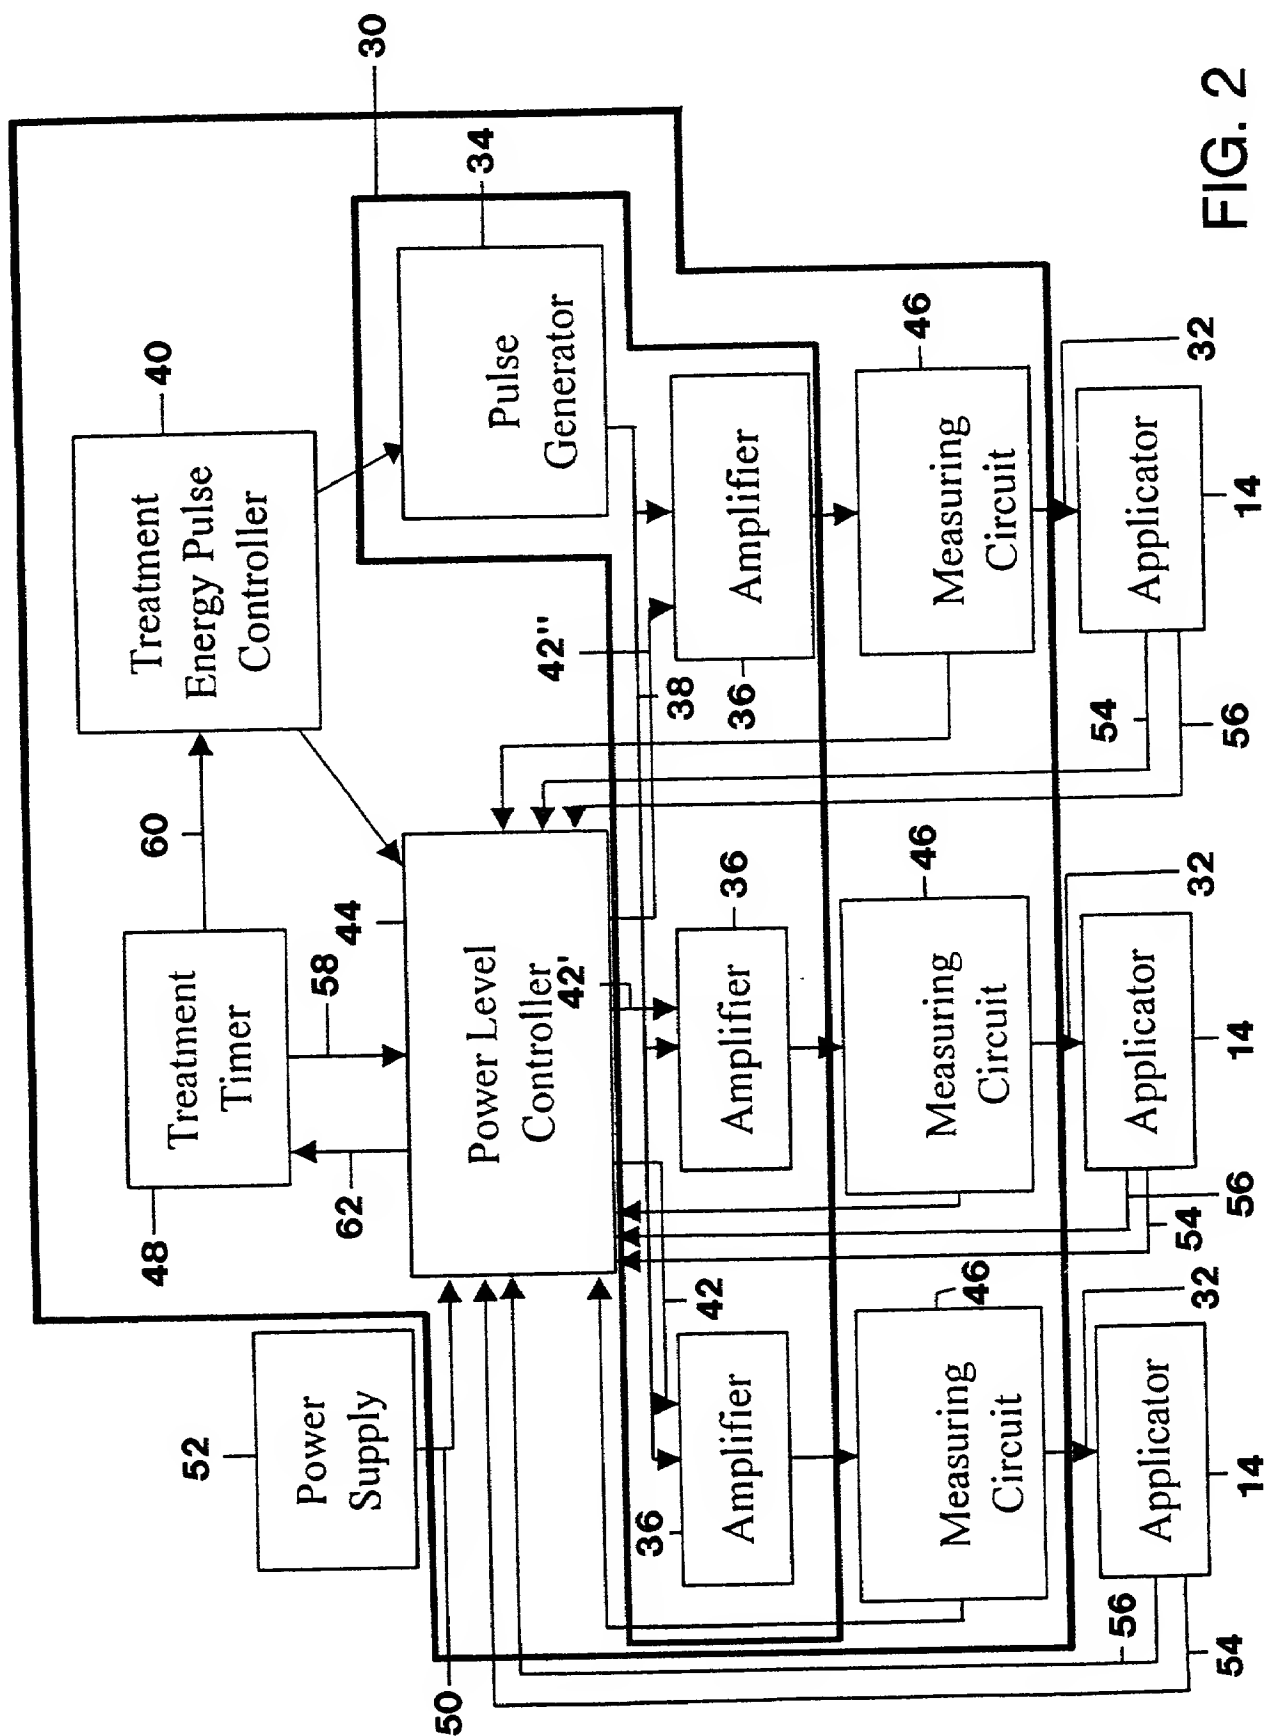 52
48
40
30
Power
Supply
Treatment
Timer
Treatment
Energy Pulse
Controller
60
62
58
44
34
50
Power Level
Controller
Pulse
Generator
42'
42"
38
42
36
36
36
Amplifier
Amplifier
Amplifier
46
46
46
Measuring
Circuit
Measuring
Circuit
Measuring
Circuit
56
54
32
54
56
32
54
56
32
Applicator
Applicator
Applicator
14
14
14
FIG. 2